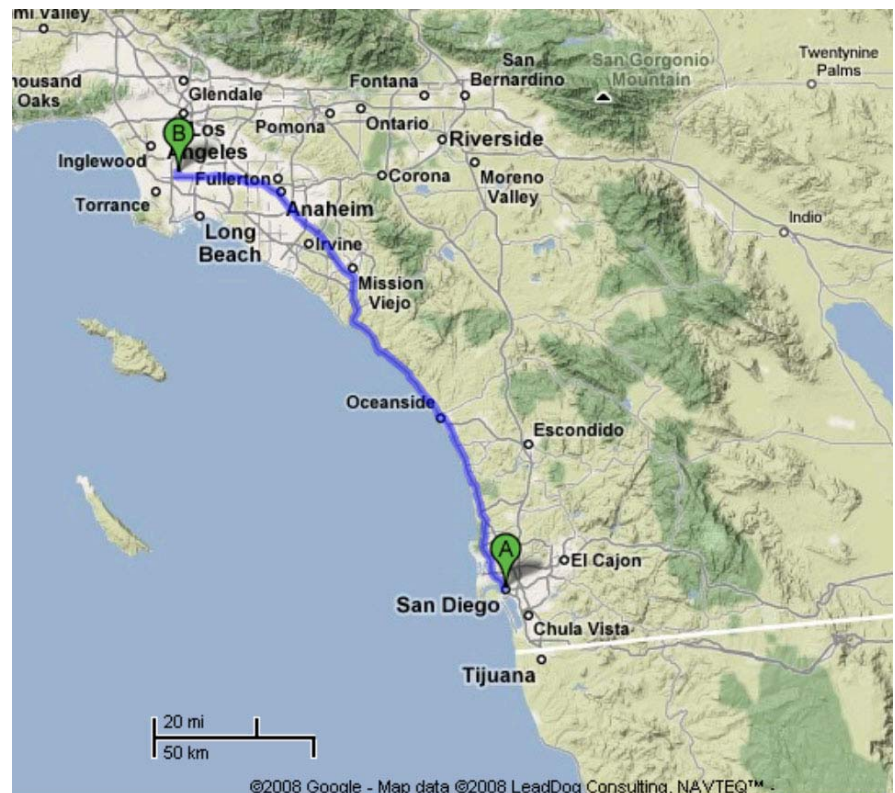 mi Valley
housand
Oaks
Glendale
B
Los
Angeles
Inglewood
Torrance
Long
Beach
Fullerton
Anaheim
Irvine
Mission
Viejo
Pomona
Ontario
Fontana
San
Bernardino
San Gorgonio
Mountain
Twentynine
Palms
Riverside
Corona
Moreno
Valley
Indio
Oceanside
Escondido
A
El Cajon
San Diego
Chula Vista
Tijuana
20 mi
50 km
©2008 Google - Map data ©2008 LeadDog Consulting, NAVTEQ™ -